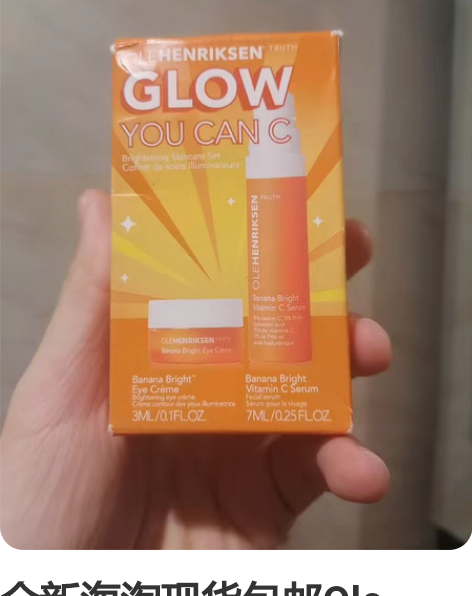 OLEHENRIKSEN TRUTH
GLOW
YOU CAN C
Brightening Skincare Set
Coffret de soins illuminateurs
OLEHENRIKSEN TRUTH
Banana Bright
Vitamin C Serum
OLEHENRIKSEN
Banana Bright Eye Crème
Banana Bright™
Eye Crème
Brightening eye crème
Crème contour des yeux illuminatrice
3ML/0.1FL.OZ.
Banana Bright
Vitamin C Serum
Facial serum
Sérum pour le visage
7ML/0.25FL.OZ.
全新海淘现货包邮Ole